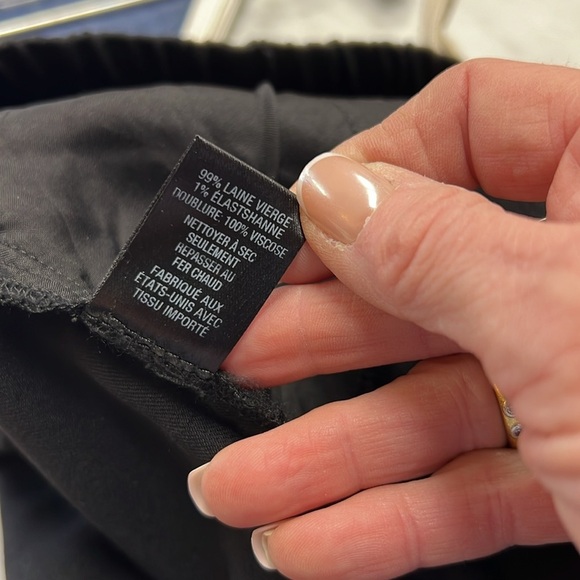 99% LAINE VIERGE
1% ÉLASTSHANNE
DOUBLURE: 100% VISCOSE
NETTOYER À SEC
SEULEMENT
REPASSER AU
FER CHAUD
FABRIQUÉ AUX
ÉTATS-UNIS AVEC
TISSU IMPORTÉ